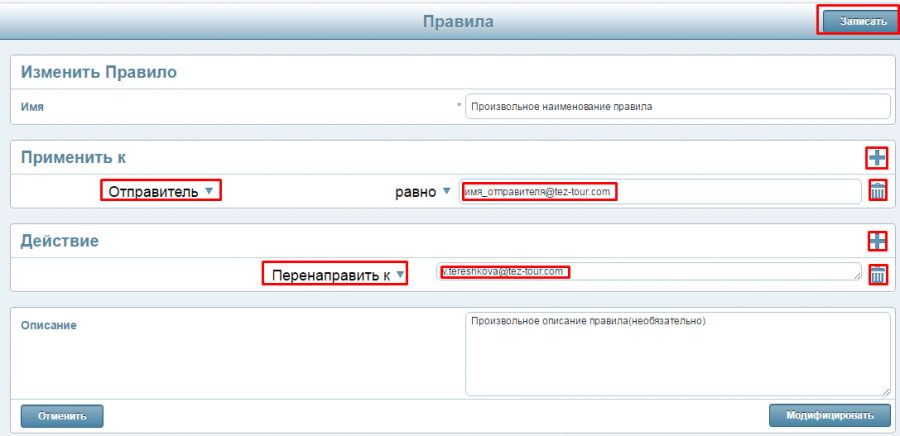 Правила
Записать
Изменить Правило
Имя * Произвольное наименование правила
Применить к
Отправитель равно имя_отправителя@tez-tour.com
Действие
Перенаправить к v.tereshkova@tez-tour.com
Описание Произвольное описание правила(необязательно)
Отменить Модифицировать